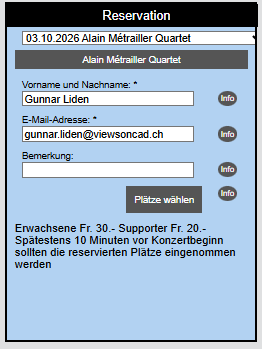 Reservation
03.10.2026 Alain Métrailler Quartet
Alain Métrailler Quartet
Vorname und Nachname: *
Gunnar Liden
Info
E-Mail-Adresse: *
gunnar.liden@viewsoncad.ch
Info
Bemerkung:
Info
Plätze wählen
Info
Erwachsene Fr. 30.- Supporter Fr. 20.-
Spätestens 10 Minuten vor Konzertbeginn
sollten die reservierten Plätze eingenommen
werden